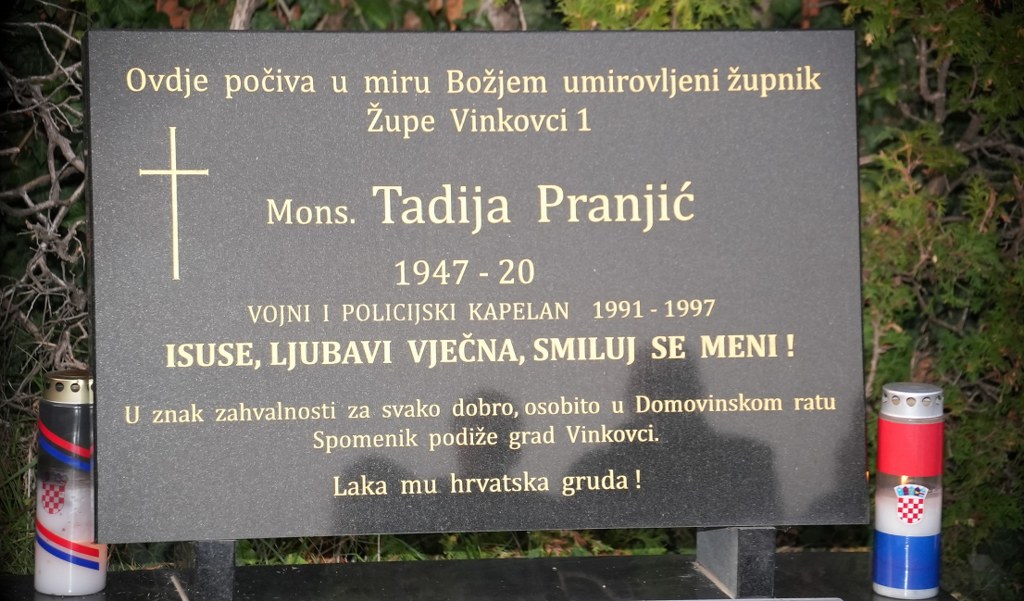 Ovdje počiva u miru Božjem umirovljeni župnik
Župe Vinkovci 1
Mons. Tadija Pranjić
1947 - 20
VOJNI I POLICIJSKI KAPELAN 1991 - 1997
ISUSE, LJUBAVI VJEČNA, SMILUJ SE MENI !
U znak zahvalnosti za svako dobro, osobito u Domovinskom ratu
Spomenik podiže grad Vinkovci.
Laka mu hrvatska gruda !